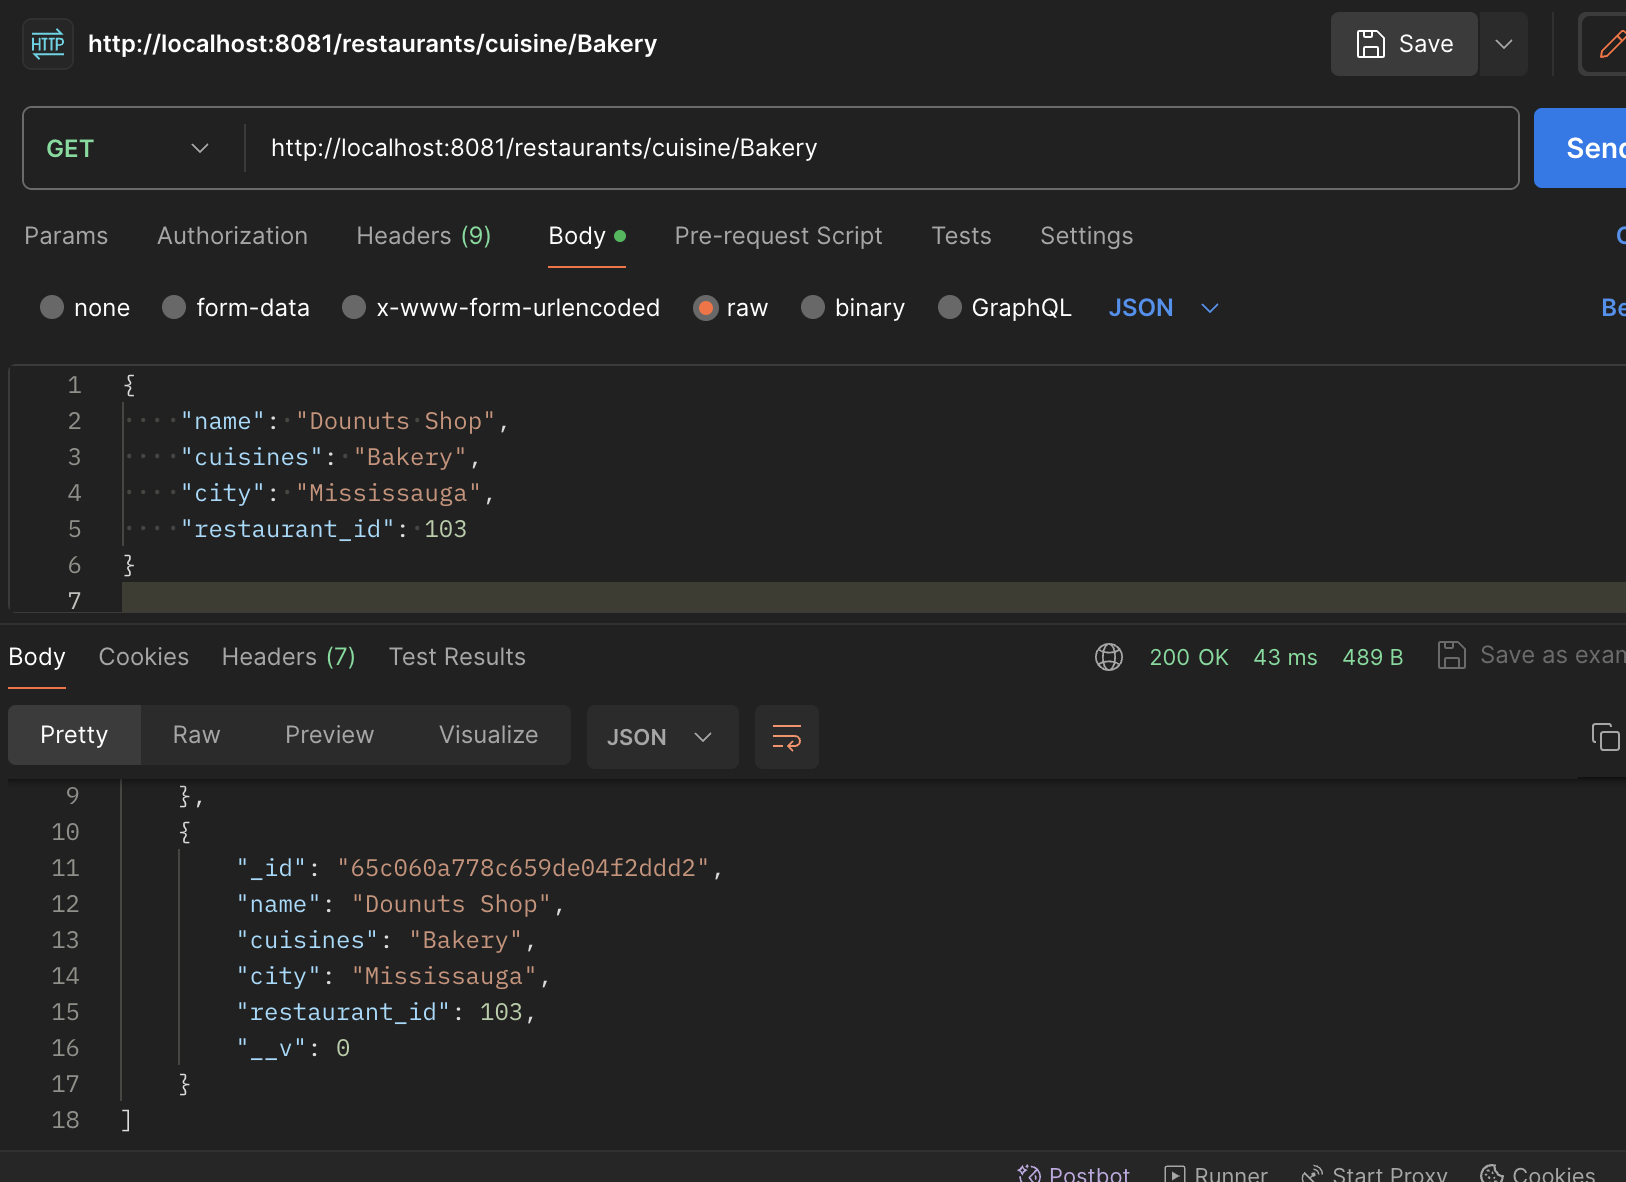 HTTP http://localhost:8081/restaurants/cuisine/Bakery Save
GET http://localhost:8081/restaurants/cuisine/Bakery
Params Authorization Headers (9) Body Pre-request Script Tests Settings
none form-data x-www-form-urlencoded raw binary GraphQL JSON
1 {
2 "name": "Dounuts Shop",
3 "cuisines": "Bakery",
4 "city": "Mississauga",
5 "restaurant_id": 103
6 }
7
Body Cookies Headers (7) Test Results 200 OK 43 ms 489 B Save as
Pretty Raw Preview Visualize JSON
9 },
10 {
11 "_id": "65c060a778c659de04f2ddd2",
12 "name": "Dounuts Shop",
13 "cuisines": "Bakery",
14 "city": "Mississauga",
15 "restaurant_id": 103,
16 "__v": 0
17 }
18 ]
Postbot Runner Start Proxy Cookies